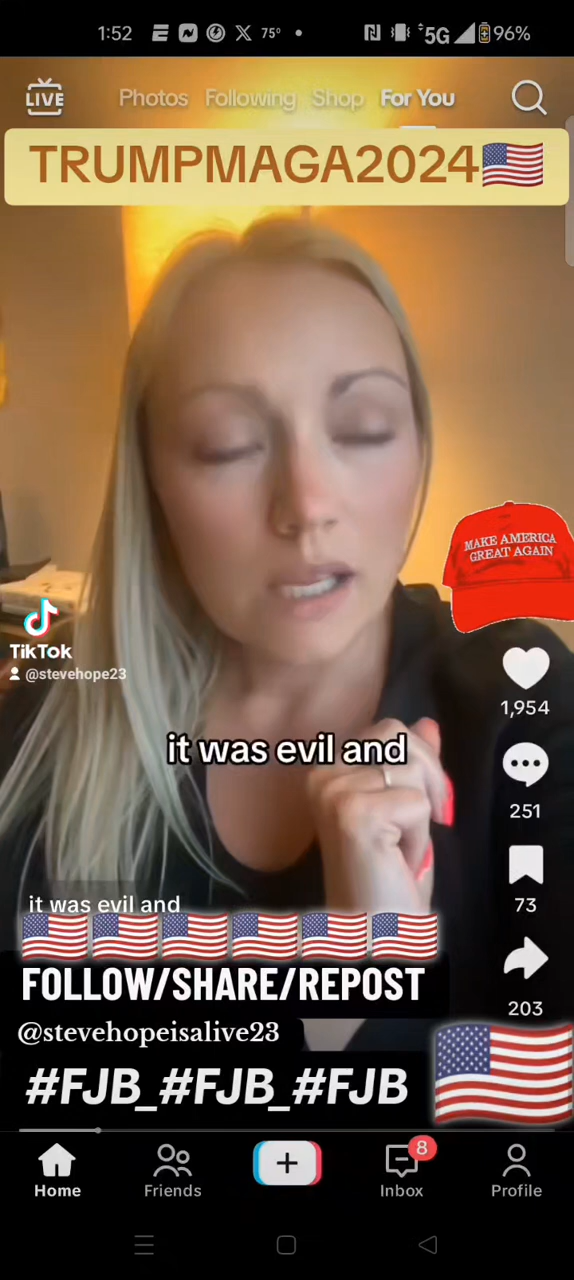 1:52 75° 5G 96%
LIVE Photos Following Shop For You
TRUMPMAGA2024🇺🇸
MAKE AMERICA
GREAT AGAIN
TikTok
@stevehope23
1,954
it was evil and
251
it was evil and
73
FOLLOW/SHARE/REPOST
203
@stevehopeisalive23
#FJB_#FJB_#FJB
8
Home Friends Inbox Profile